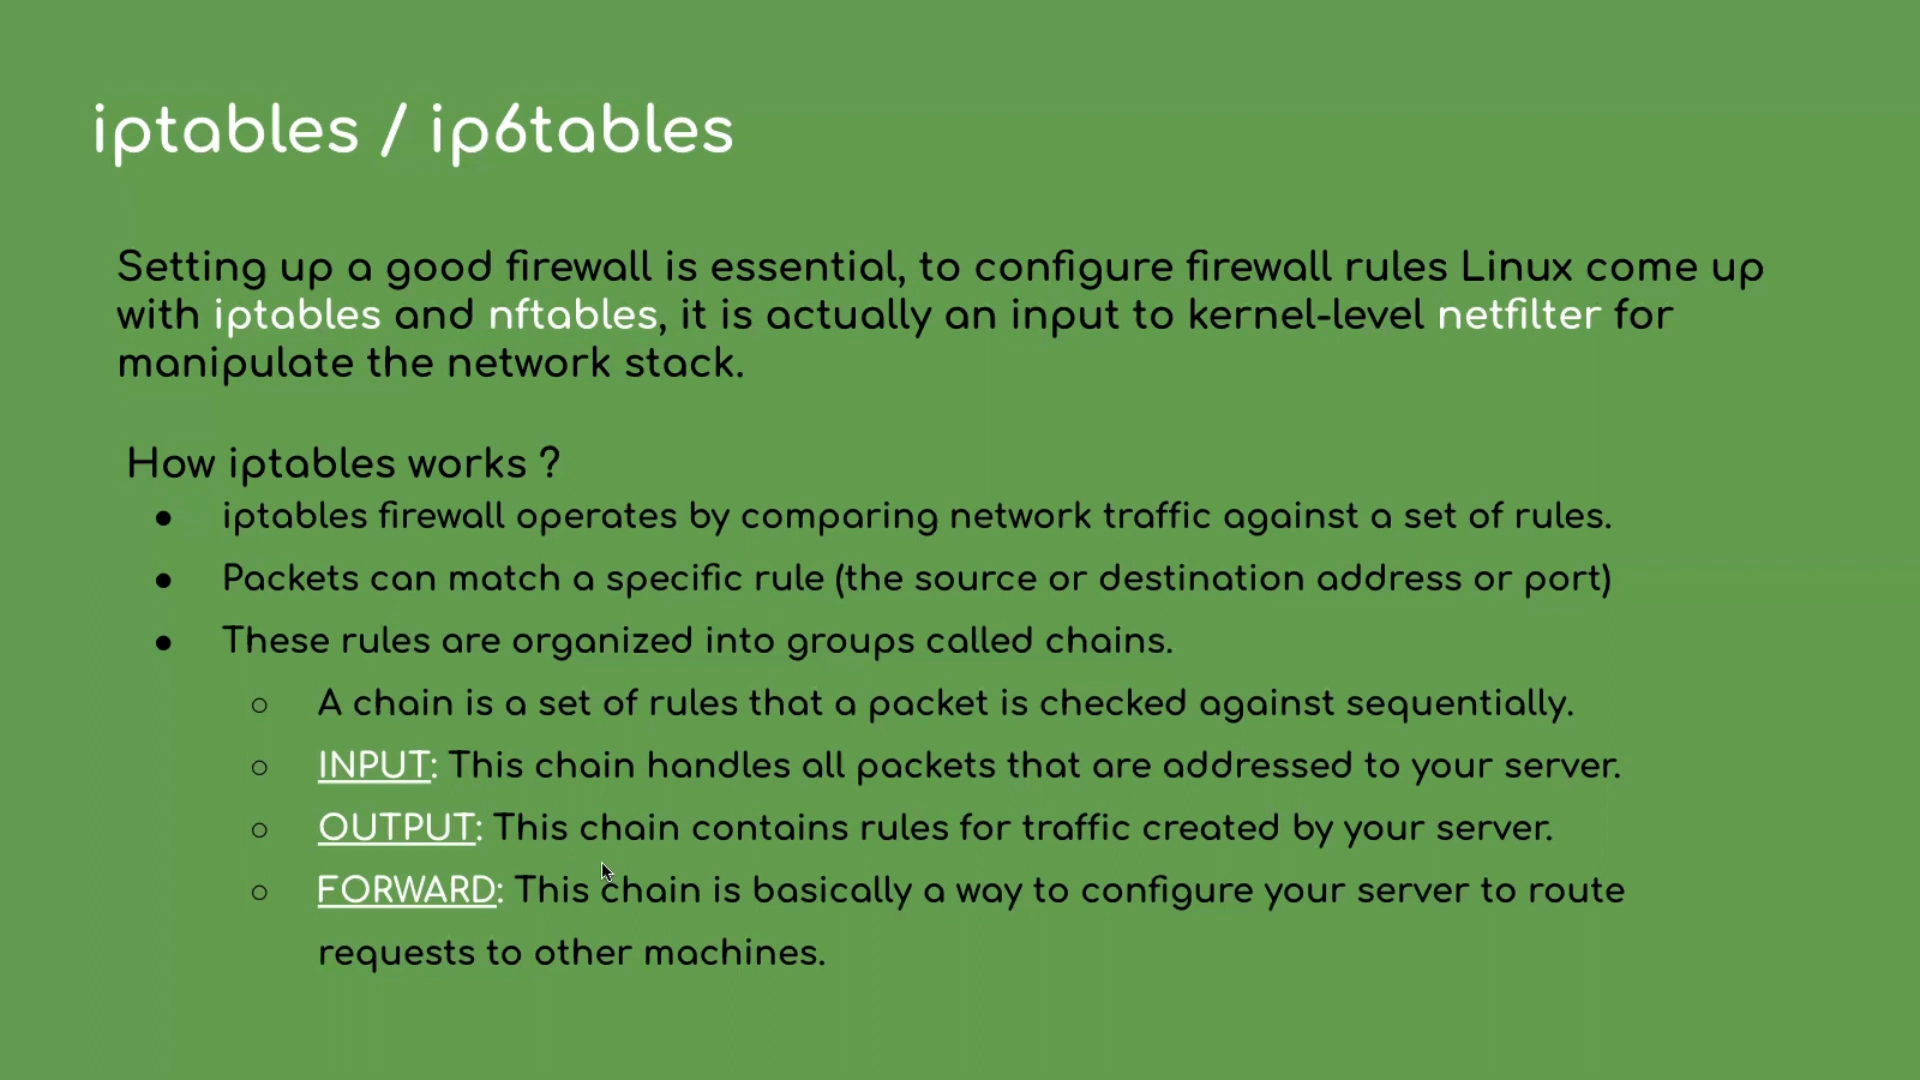 iptables / ip6tables
Setting up a good firewall is essential, to configure firewall rules Linux come up
with iptables and nftables, it is actually an input to kernel-level netfilter for
manipulate the network stack.
How iptables works ?
● iptables firewall operates by comparing network traffic against a set of rules.
● Packets can match a specific rule (the source or destination address or port)
● These rules are organized into groups called chains.
○ A chain is a set of rules that a packet is checked against sequentially.
○ INPUT: This chain handles all packets that are addressed to your server.
○ OUTPUT: This chain contains rules for traffic created by your server.
○ FORWARD: This chain is basically a way to configure your server to route
requests to other machines.